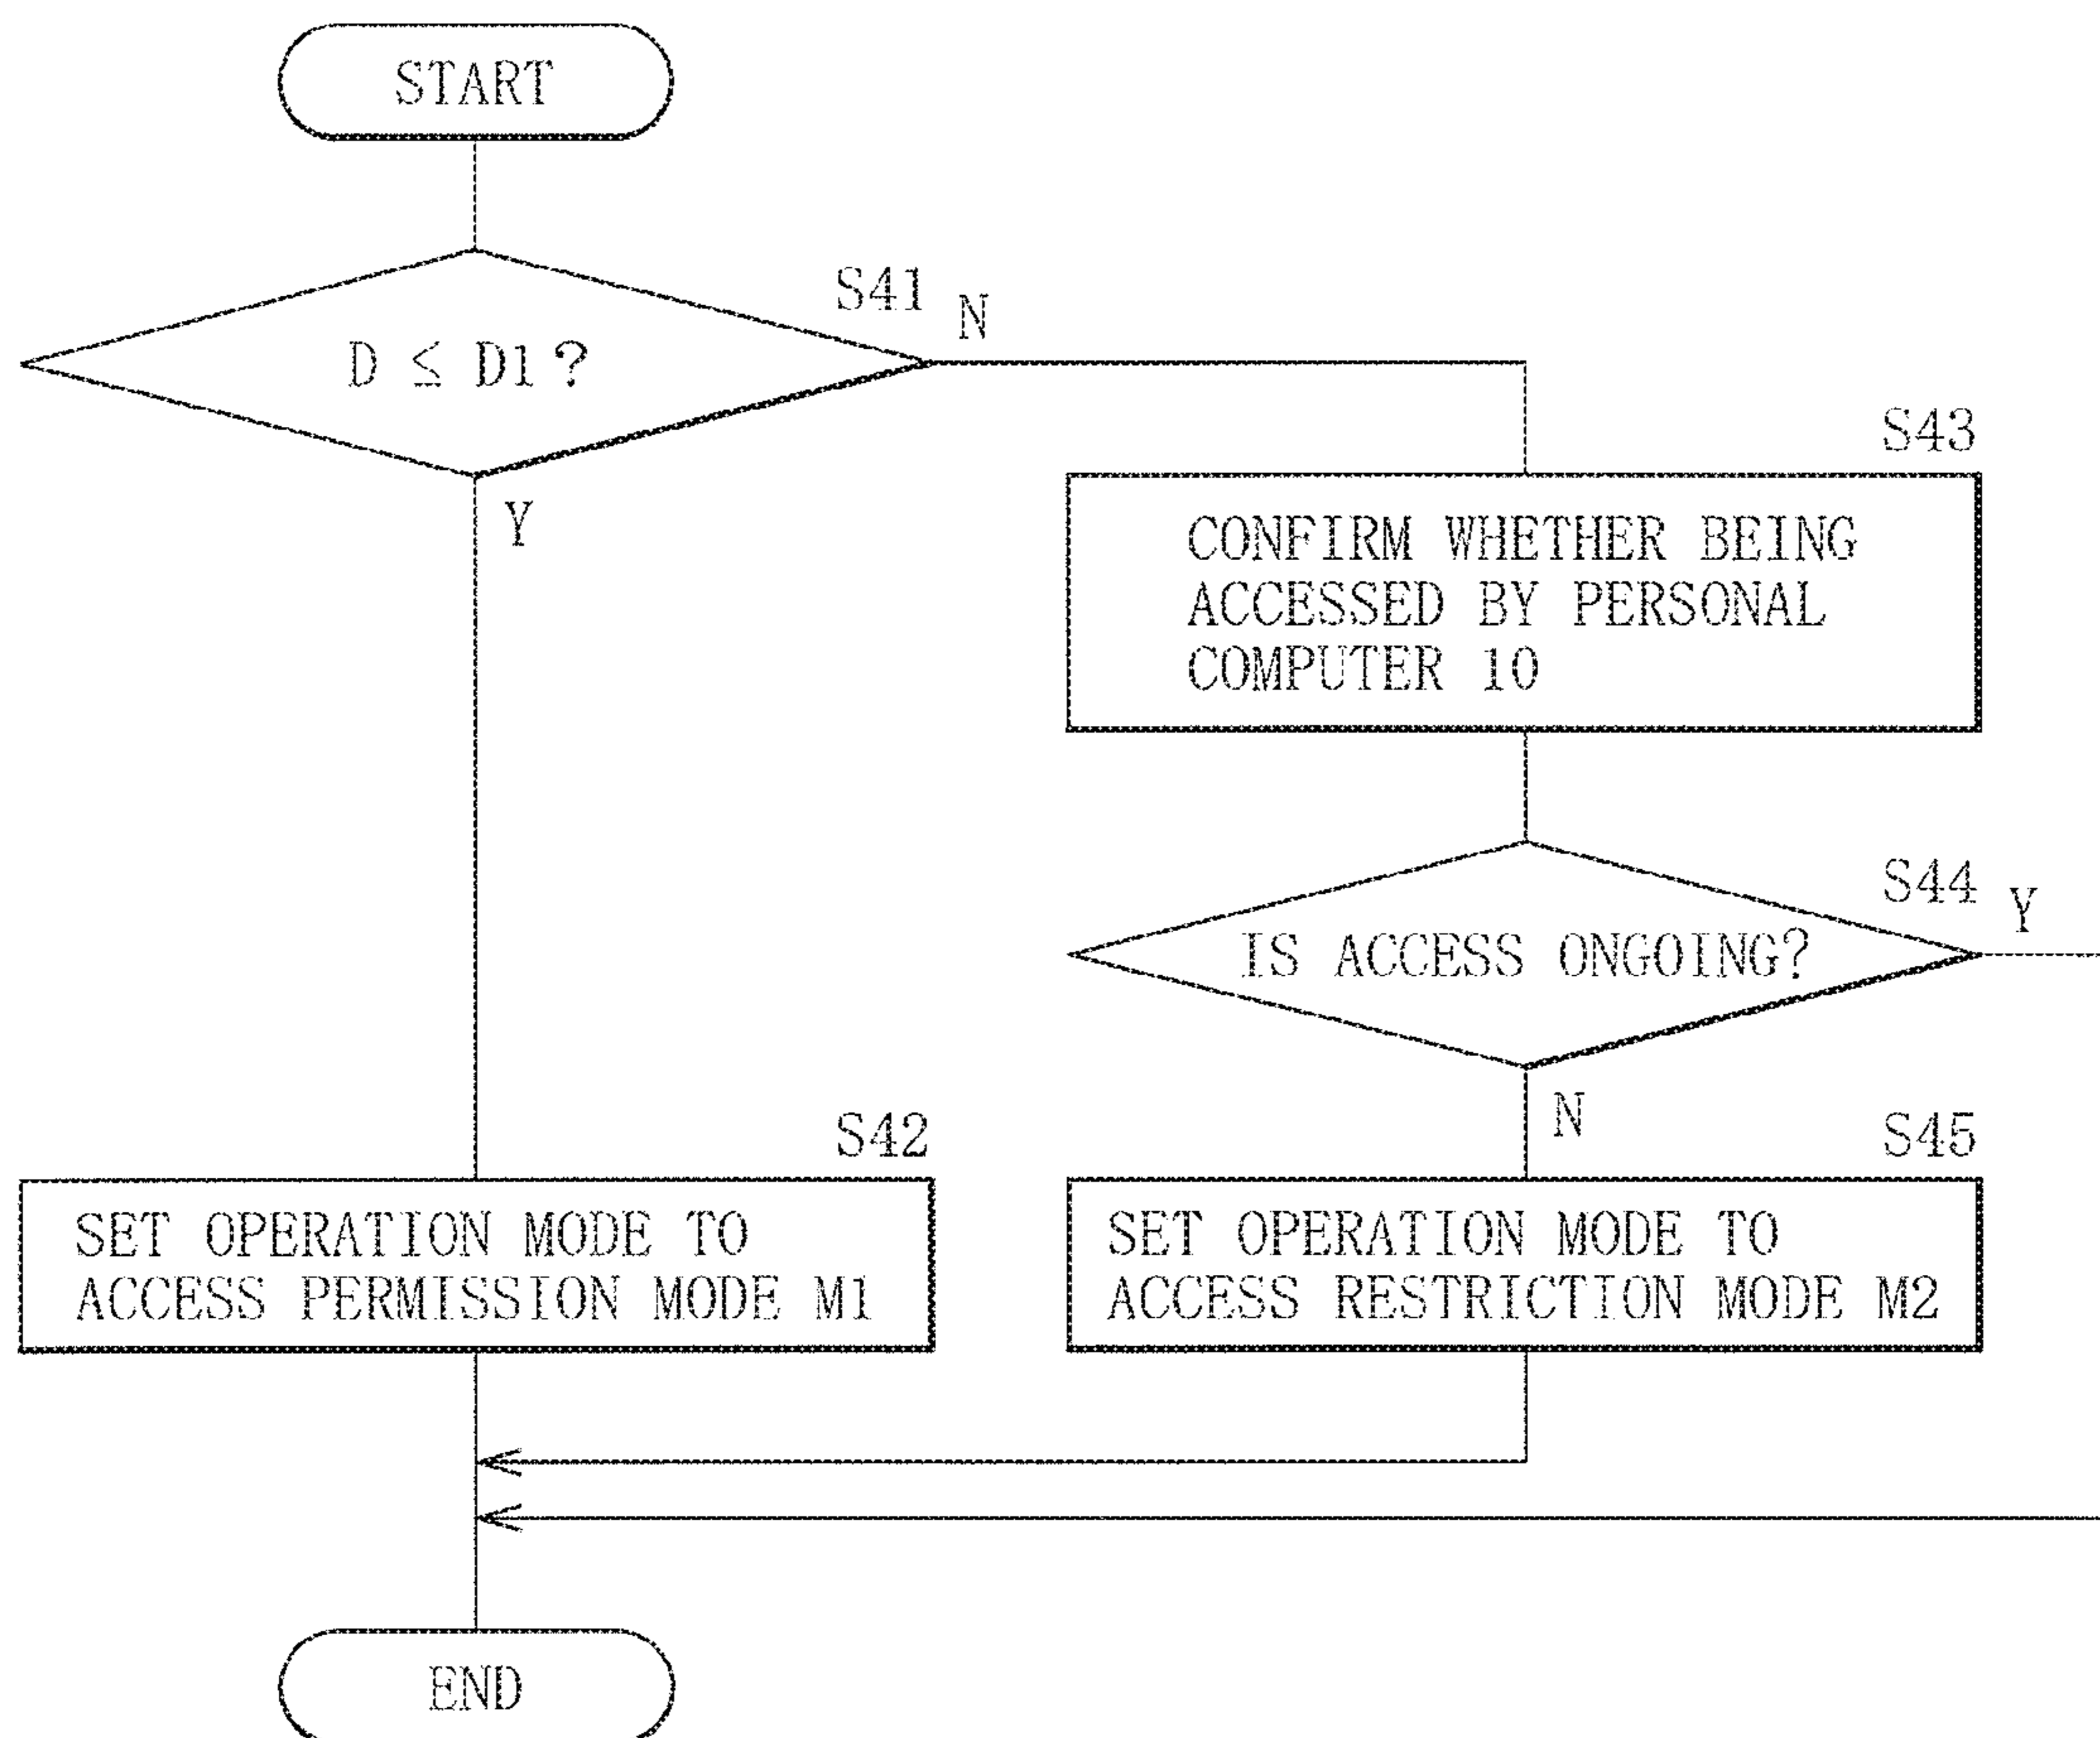 START
S41
N
D ≤ D1?
Y
S43
CONFIRM WHETHER BEING
ACCESSED BY PERSONAL
COMPUTER 10
S44
Y
IS ACCESS ONGOING?
N
S42
SET OPERATION MODE TO
ACCESS PERMISSION MODE M1
S45
SET OPERATION MODE TO
ACCESS RESTRICTION MODE M2
END